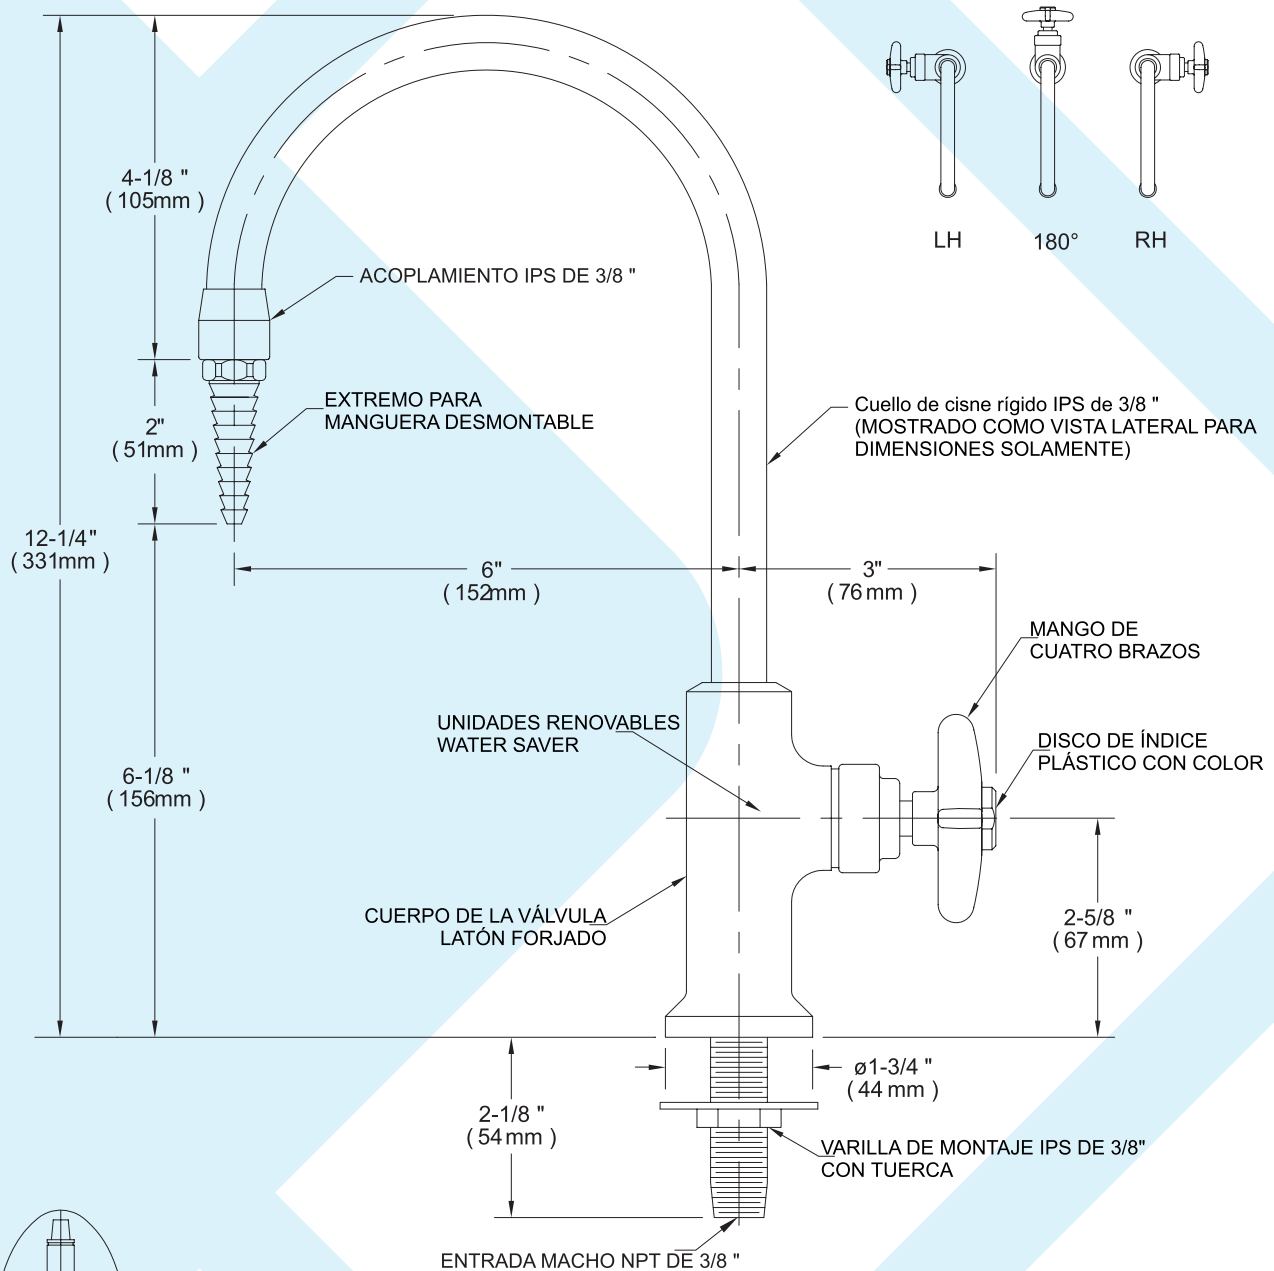 4-1/8 "
( 105mm )
LH
180°
RH
ACOPLAMIENTO IPS DE 3/8 "
EXTREMO PARA
MANGUERA DESMONTABLE
Cuello de cisne rígido IPS de 3/8 "
(MOSTRADO COMO VISTA LATERAL PARA
DIMENSIONES SOLAMENTE)
2"
( 51mm )
12-1/4"
( 331mm )
6"
( 152mm )
3"
( 76 mm )
MANGO DE
CUATRO BRAZOS
UNIDADES RENOVABLES
WATER SAVER
DISCO DE ÍNDICE
PLÁSTICO CON COLOR
6-1/8 "
( 156mm )
CUERPO DE LA VÁLVULA
LATÓN FORJADO
2-5/8 "
( 67 mm )
ø1-3/4 "
( 44 mm )
2-1/8 "
( 54 mm )
VARILLA DE MONTAJE IPS DE 3/8"
CON TUERCA
ENTRADA MACHO NPT DE 3/8 "